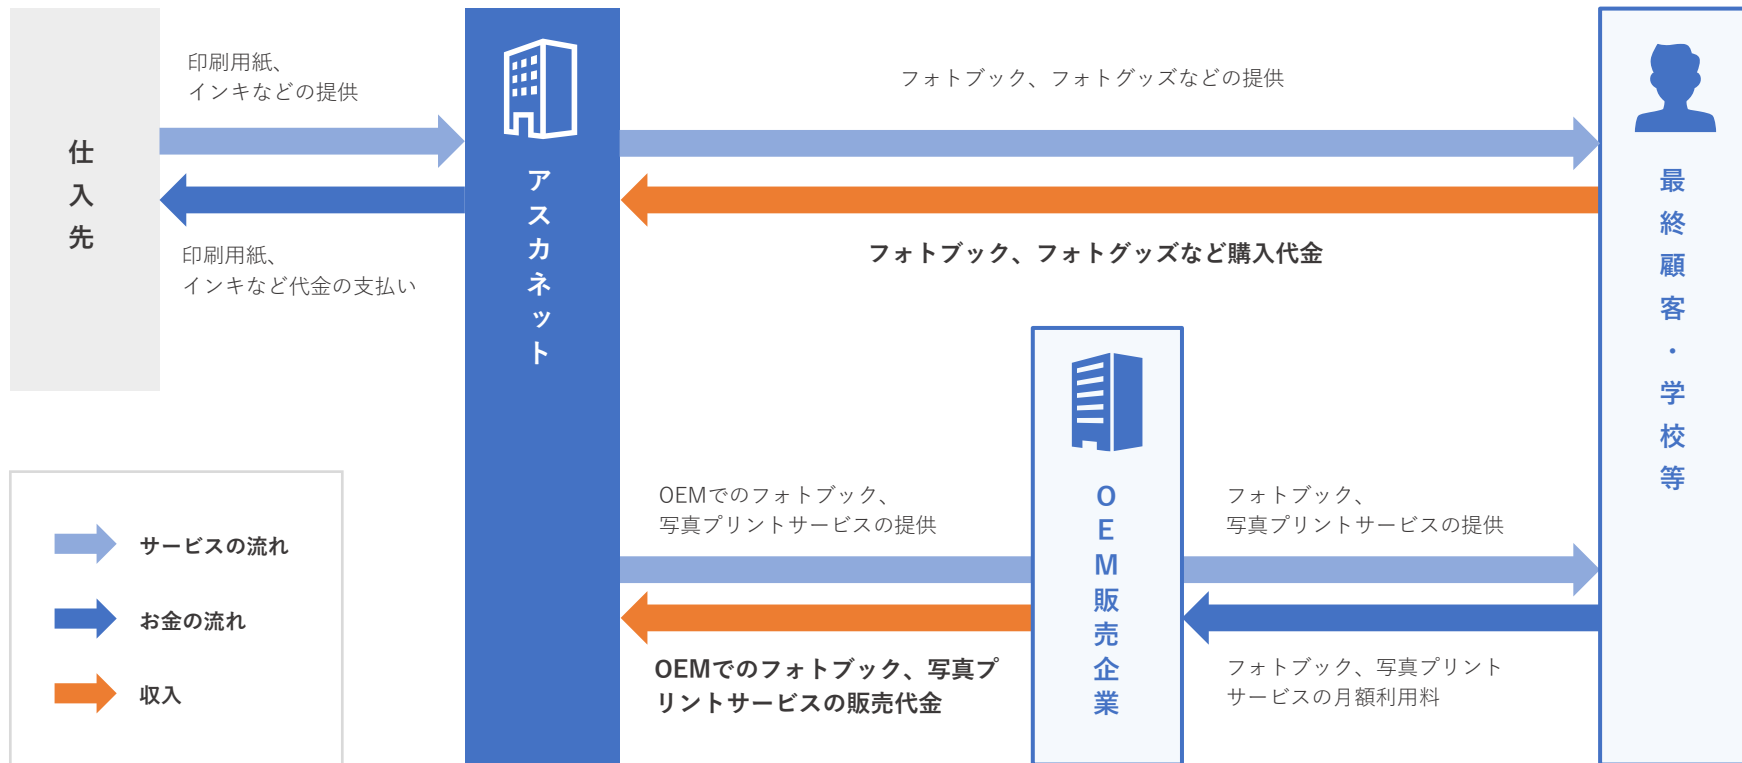 仕入先
印刷用紙、
インキなどの提供
印刷用紙、
インキなど代金の支払い
アスカネット
フォトブック、フォトグッズなどの提供
フォトブック、フォトグッズなど購入代金
最終顧客・学校等
OEMでのフォトブック、
写真プリントサービスの提供
OEMでのフォトブック、写真プ
リントサービスの販売代金
OEM販売企業
フォトブック、
写真プリントサービスの提供
フォトブック、写真プリント
サービスの月額利用料
サービスの流れ
お金の流れ
収入